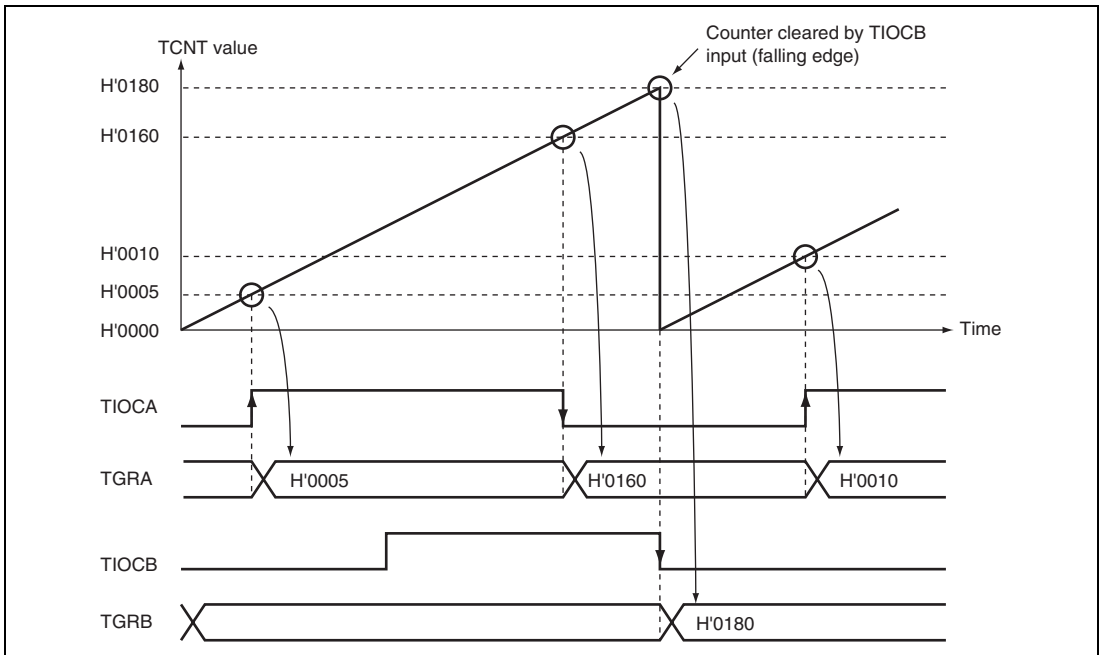 Counter cleared by TIOCB
input (falling edge)
TCNT value
H'0180
H'0160
H'0010
H'0005
H'0000
Time
TIOCA
TGRA
H'0005
H'0160
H'0010
TIOCB
TGRB
H'0180